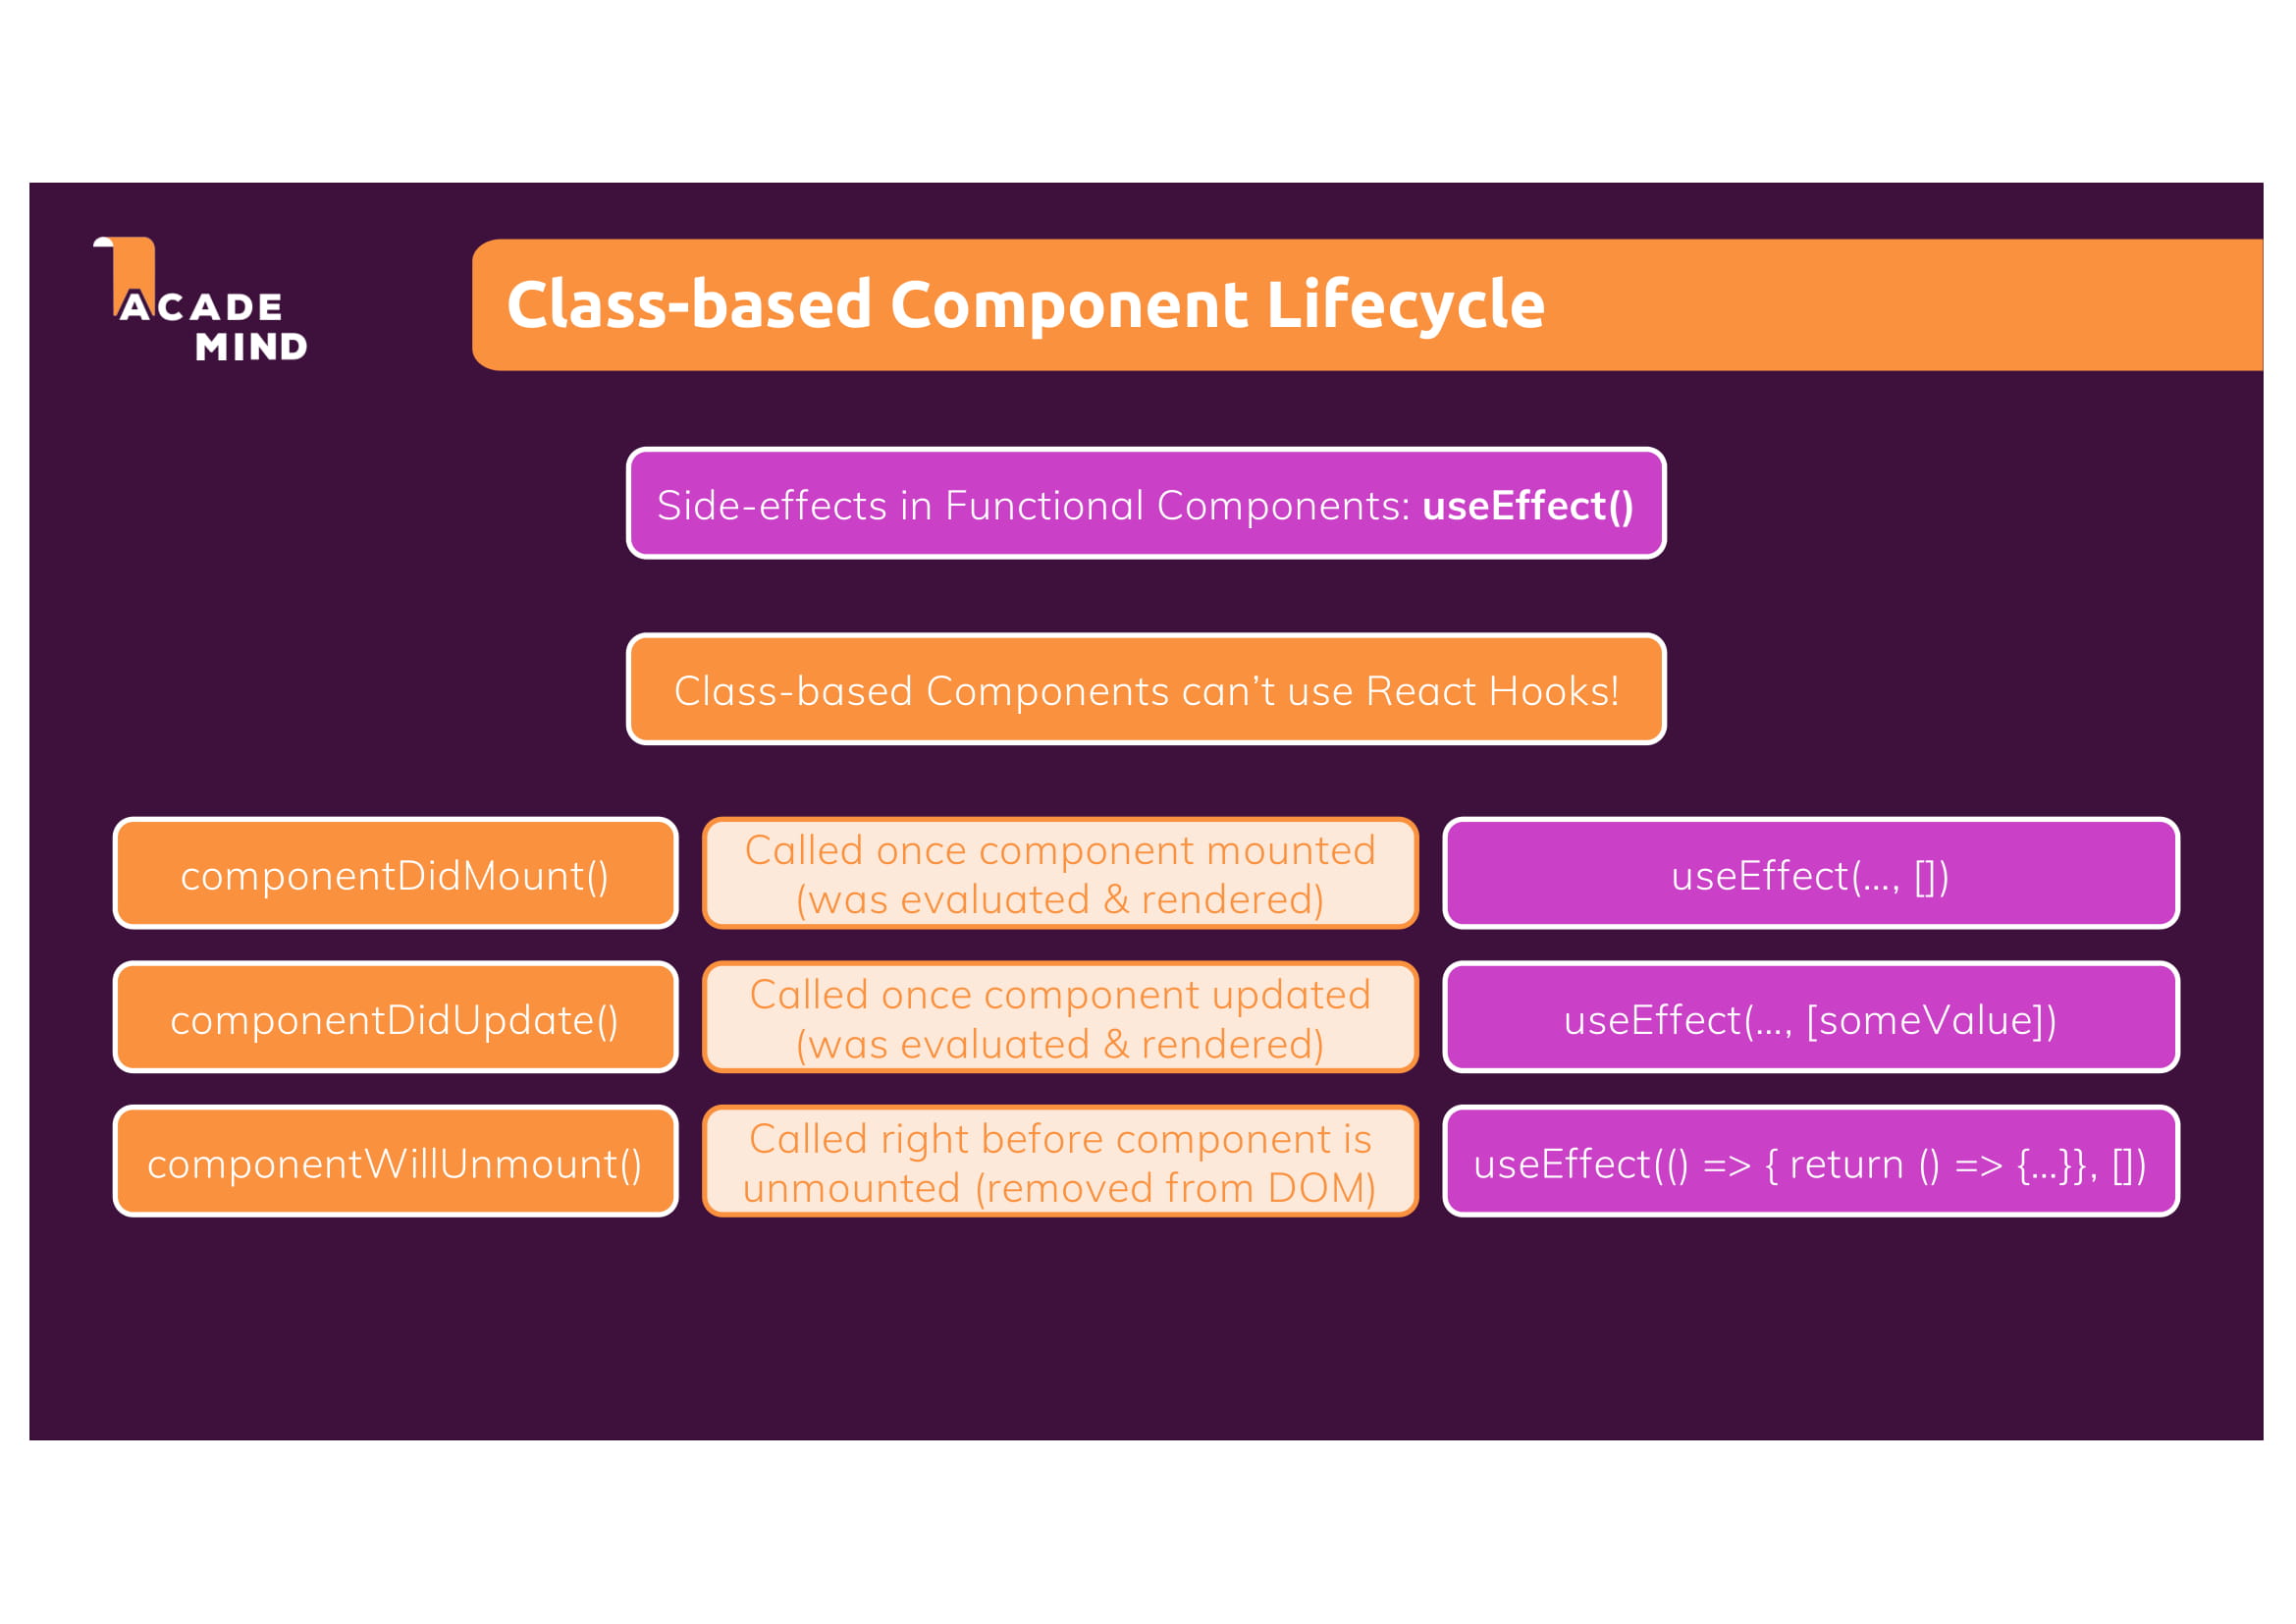 ACADE
MIND
Class-based Component Lifecycle
Side-effects in Functional Components: useEffect()
Class-based Components can’t use React Hooks!
componentDidMount()
Called once component mounted
(was evaluated & rendered)
useEffect(…, [])
componentDidUpdate()
Called once component updated
(was evaluated & rendered)
useEffect(…, [someValue])
componentWillUnmount()
Called right before component is
unmounted (removed from DOM)
useEffect(() => { return () => {…}}, [])